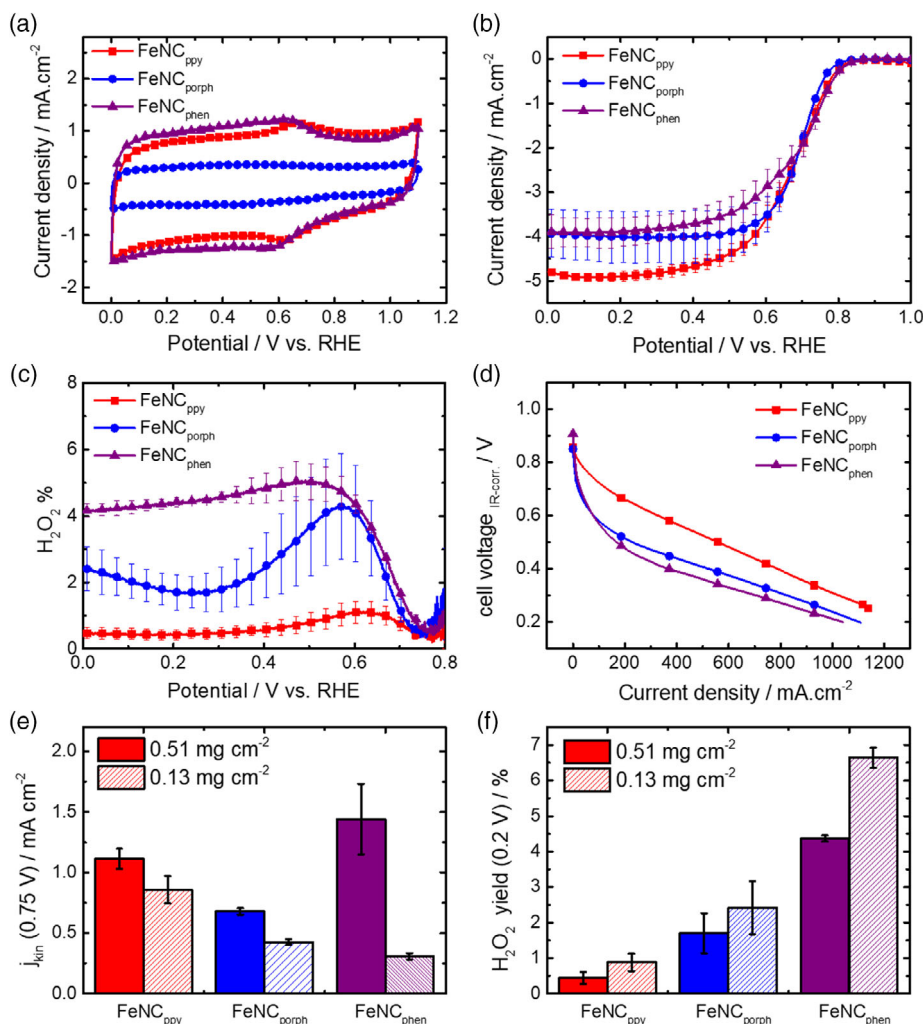 (a)
FeNCppy
FeNCporph
FeNCphen
Current density / mA.cm⁻²
2
1
0
-1
-2
0.0 0.2 0.4 0.6 0.8 1.0 1.2
Potential / V vs. RHE
(b)
FeNCppy
FeNCporph
FeNCphen
Current density / mA.cm⁻²
0
-1
-2
-3
-4
-5
0.0 0.2 0.4 0.6 0.8 1.0
Potential / V vs. RHE
(c)
FeNCppy
FeNCporph
FeNCphen
H₂O₂ %
8
6
4
2
0
0.0 0.2 0.4 0.6 0.8
Potential / V vs. RHE
(d)
FeNCppy
FeNCporph
FeNCphen
cell voltage IR-corr. / V
1.0
0.8
0.6
0.4
0.2
0 200 400 600 800 1000 1200
Current density / mA.cm⁻²
(e)
0.51 mg cm⁻²
0.13 mg cm⁻²
jkin (0.75 V) / mA cm⁻²
2.0
1.5
1.0
0.5
0.0
FeNCppy FeNCporph FeNCphen
(f)
0.51 mg cm⁻²
0.13 mg cm⁻²
H₂O₂ yield (0.2 V) / %
7
6
5
4
3
2
1
0
FeNCppy FeNCporph FeNCphen